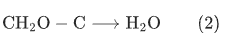 CH₂O − C ⟶ H₂O (2)